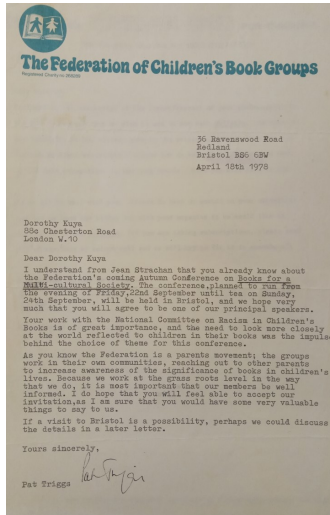 The Federation of Children's Book Groups
36 Ravenswood Road
Redland
Bristol BS6 6BW
April 18th 1978
Dorothy Kuya
88c Chesterton Road
London W.10
Dear Dorothy Kuya
I understand from Jean Strachan that you already know about
the Federation's coming Autumn Conference on Books for a
Multi-cultural Society. The conference,planned to run from
the evening of Friday,22nd September until tea on Sunday,
24th September, will be held in Bristol, and we hope very
much that you will agree to be one of our principal speakers.
Your work with the National Committee on Racism in Children's
Books is of great importance, and the need to look more closely
at the world reflected to children in their books was the impulse
behind the choice of theme for this conference.
As you know the Federation is a parents movement; the groups
work in their own communities, reaching out to other parents
to increase awareness of the significance of books in children's
lives. Because we work at the grass roots level in the way
that we do, it is most important that our members be well
informed. I do hope that you will feel able to accept our
invitation,as I am sure that you would have some very valuable
things to say to us.
If a visit to Bristol is a possibility, perhaps we could discuss
the details in a later letter.
Yours sincerely,
Pat Triggs
Pat Triggs